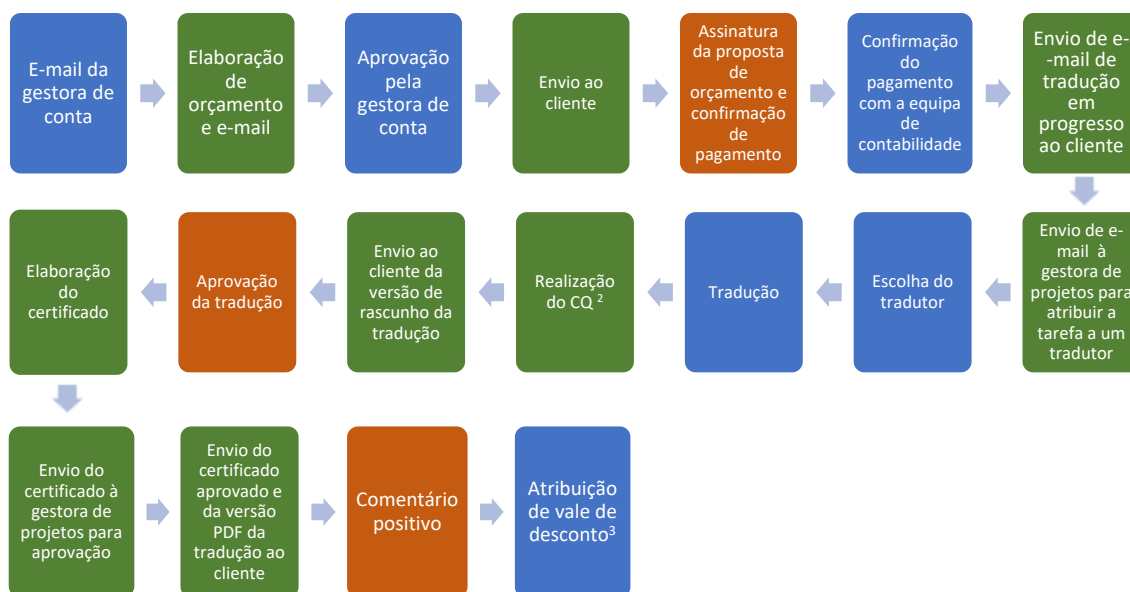 E-mail da
gestora de
conta
Elaboração
de
orçamento
e e-mail
Aprovação
pela
gestora de
conta
Envio ao
cliente
Assinatura
da proposta
de
orçamento e
confirmação
de
pagamento
Confirmação
do
pagamento
com a equipa
de
contabilidade
Envio de e-
-mail de
tradução
em
progresso
ao cliente
Envio de e-
mail à
gestora de
projetos para
atribuir a
tarefa a um
tradutor
Escolha do
tradutor
Tradução
Realização
do CQ ²
Envio ao
cliente da
versão de
rascunho da
tradução
Aprovação
da tradução
Elaboração
do
certificado
Envio do
certificado à
gestora de
projetos para
aprovação
Envio do
certificado
aprovado e
da versão
PDF da
tradução ao
cliente
Comentário
positivo
Atribuição
de vale de
desconto³